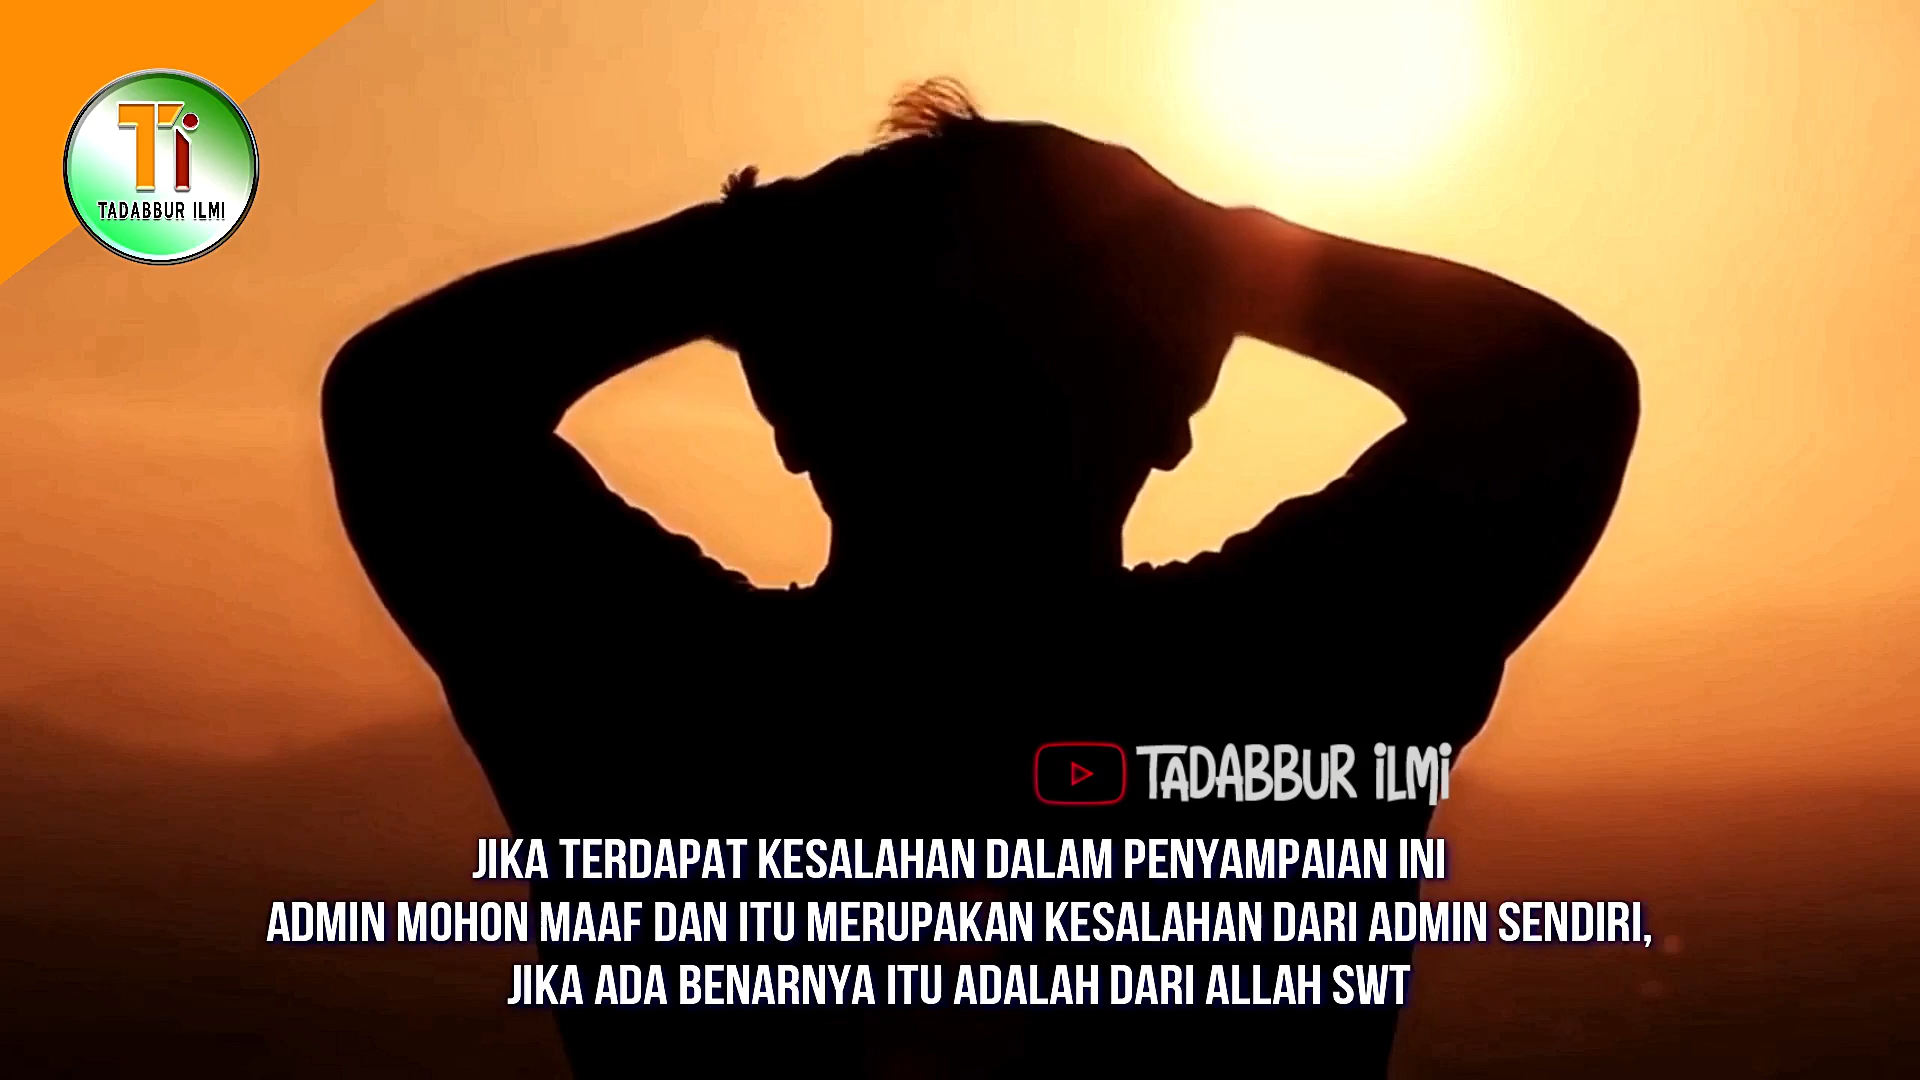 Ti
TADABBUR ILMI
TADABBUR iLMi
JIKA TERDAPAT KESALAHAN DALAM PENYAMPAIAN INI
ADMIN MOHON MAAF DAN ITU MERUPAKAN KESALAHAN DARI ADMIN SENDIRI,
JIKA ADA BENARNYA ITU ADALAH DARI ALLAH SWT